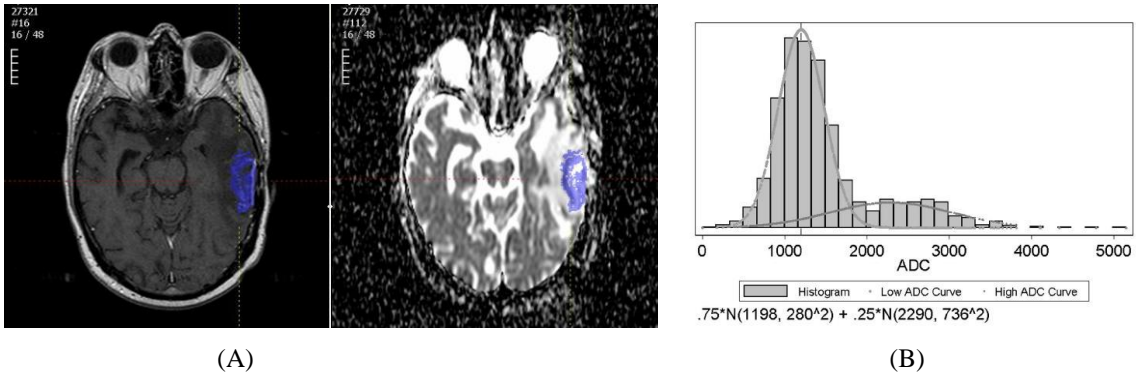 27321
#16
16 / 48
27729
#112
16 / 48
0 1000 2000 3000 4000 5000
ADC
Histogram Low ADC Curve High ADC Curve
.75*N(1198, 280^2) + .25*N(2290, 736^2)
(A)
(B)